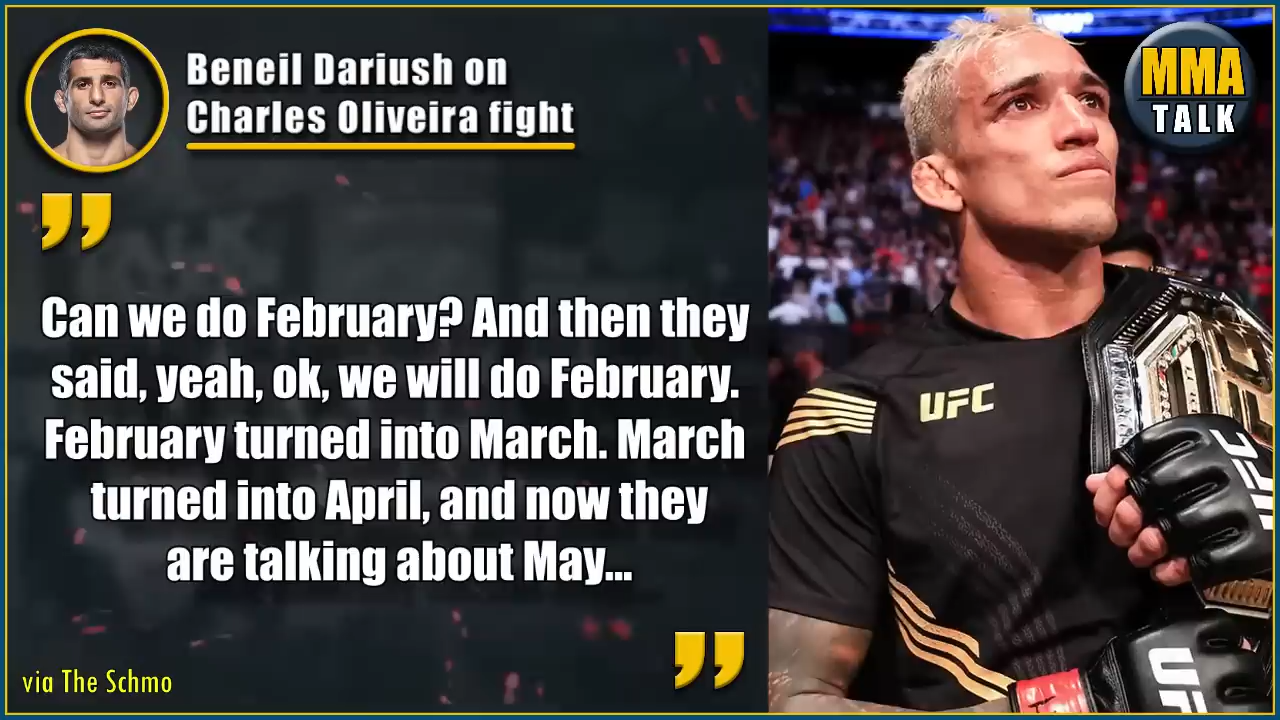 Beneil Dariush on
Charles Oliveira fight
MMA
TALK
Can we do February? And then they
said, yeah, ok, we will do February.
February turned into March. March
turned into April, and now they
are talking about May...
via The Schmo
UFC
UFC